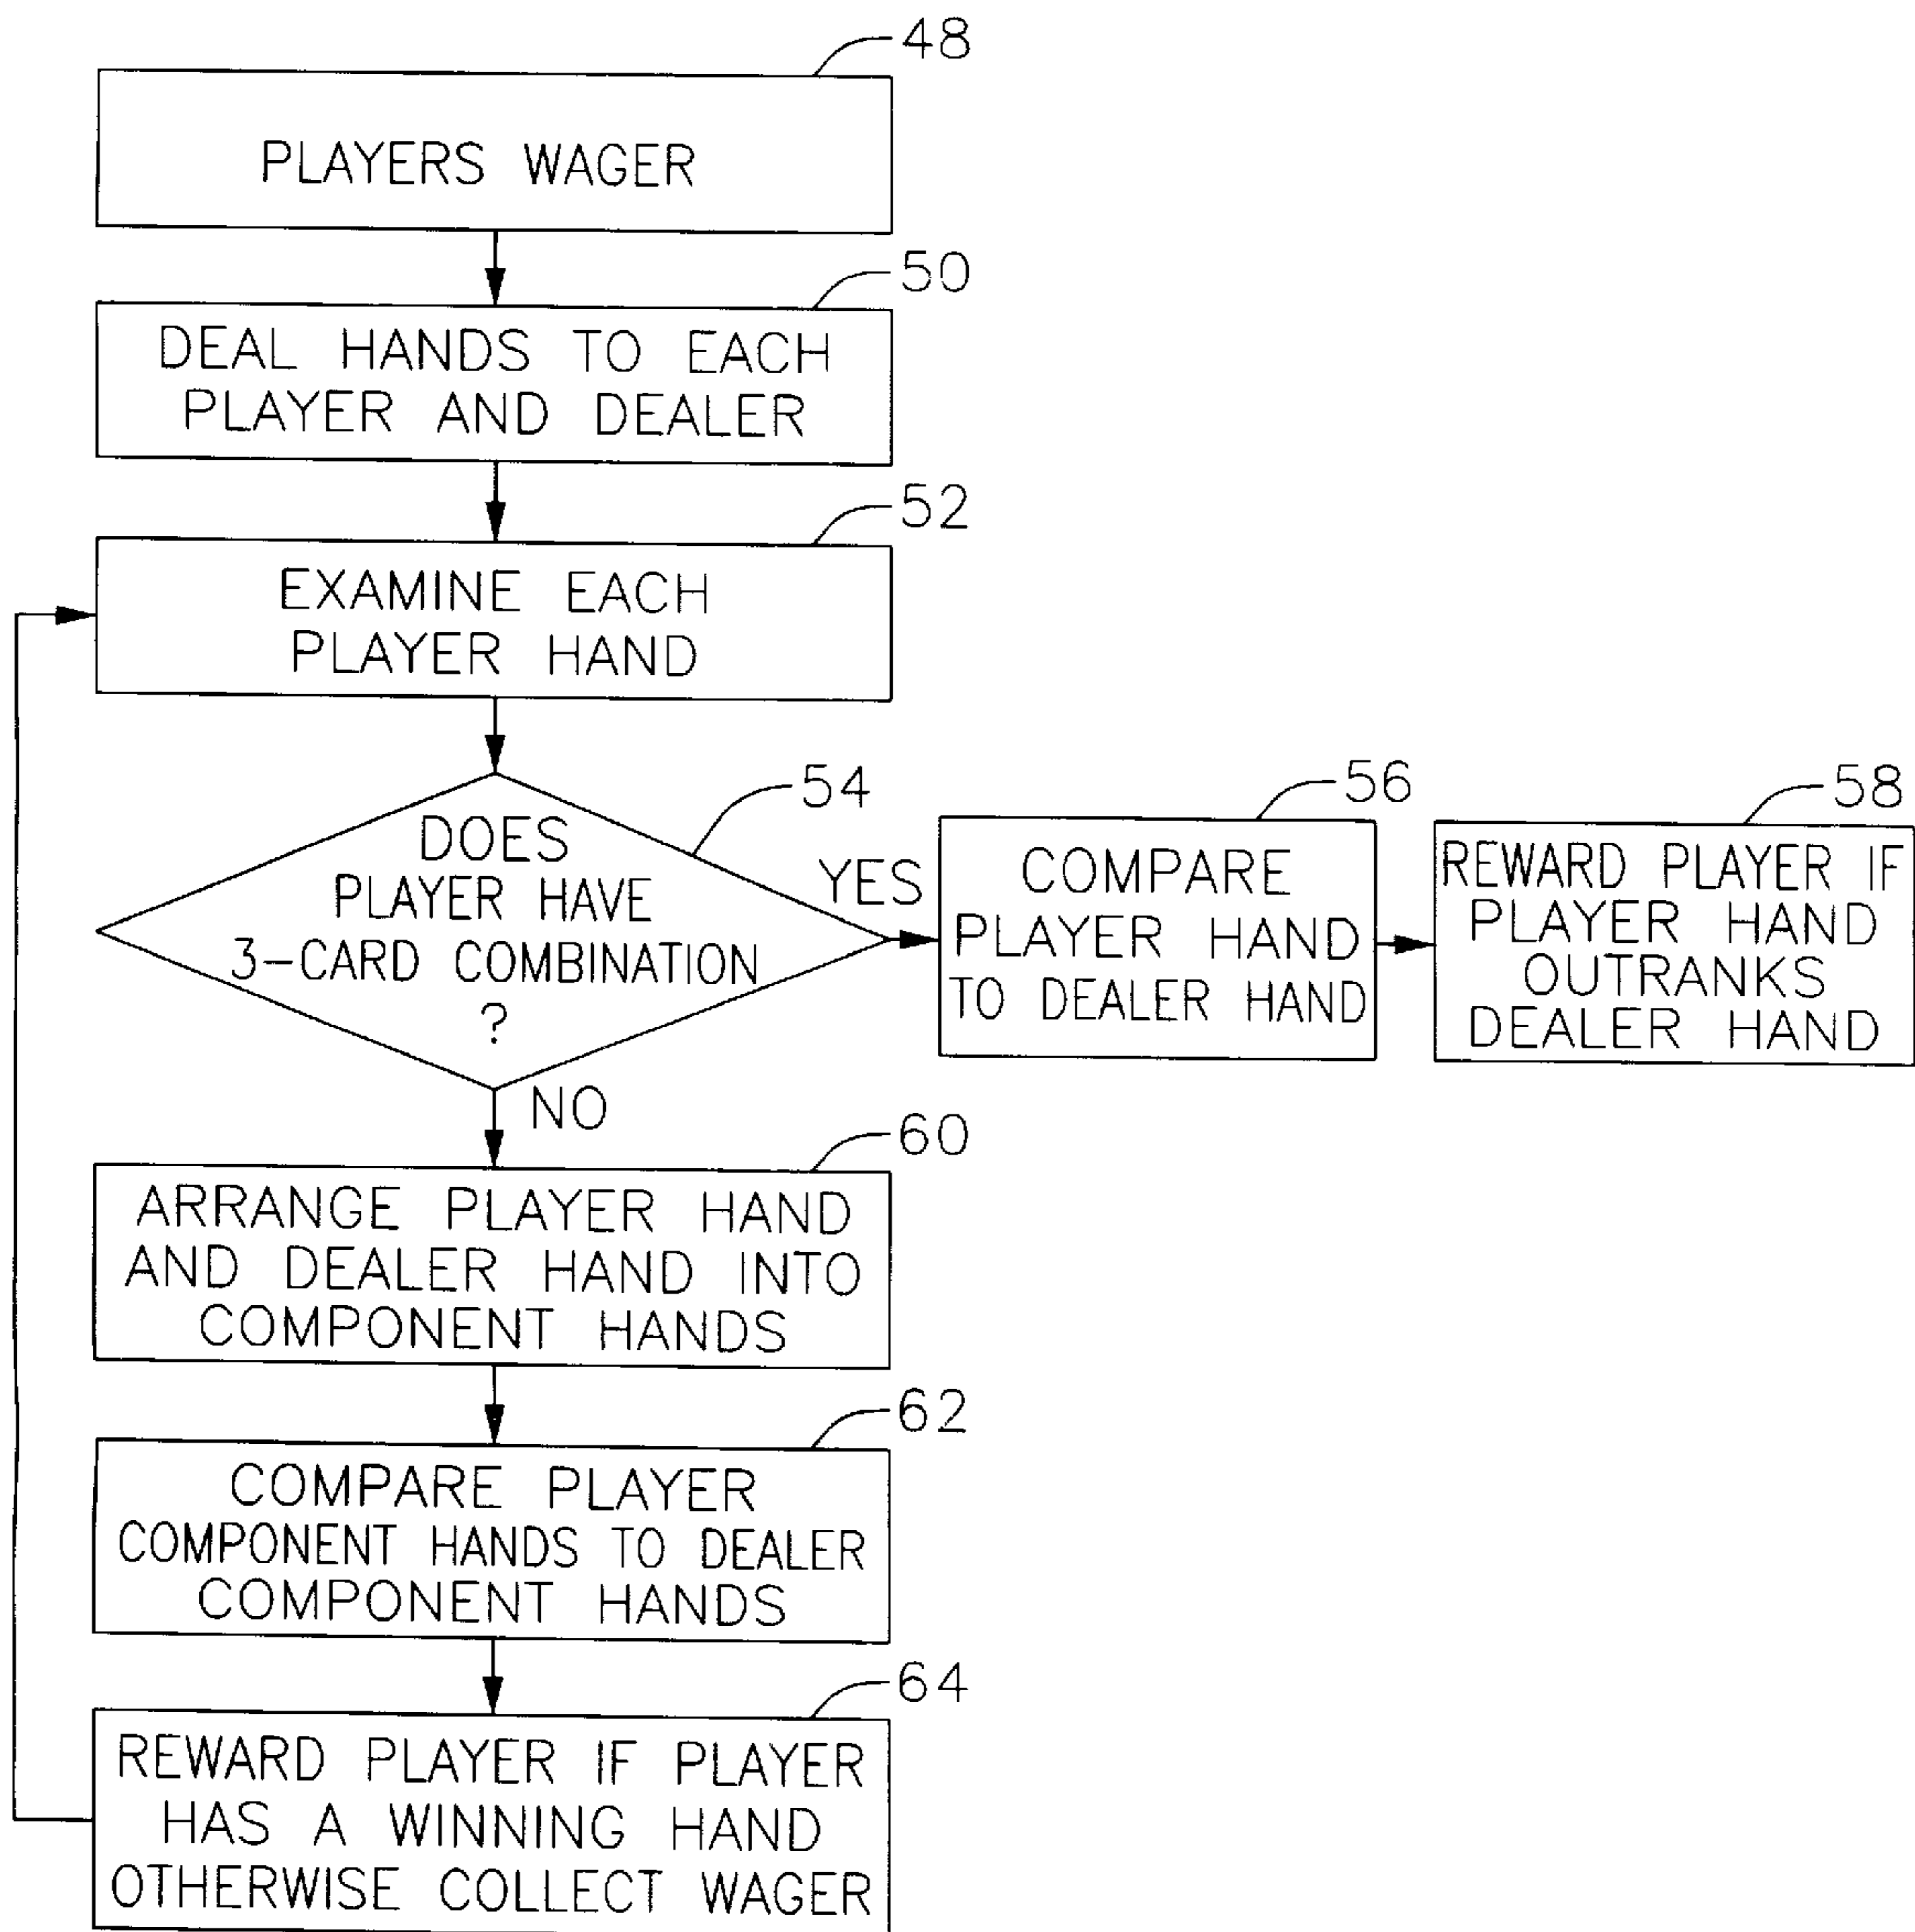 48
PLAYERS WAGER
50
DEAL HANDS TO EACH
PLAYER AND DEALER
52
EXAMINE EACH
PLAYER HAND
54
DOES
PLAYER HAVE
3-CARD COMBINATION
?
YES
56
COMPARE
PLAYER HAND
TO DEALER HAND
58
REWARD PLAYER IF
PLAYER HAND
OUTRANKS
DEALER HAND
NO
60
ARRANGE PLAYER HAND
AND DEALER HAND INTO
COMPONENT HANDS
62
COMPARE PLAYER
COMPONENT HANDS TO DEALER
COMPONENT HANDS
64
REWARD PLAYER IF PLAYER
HAS A WINNING HAND
OTHERWISE COLLECT WAGER